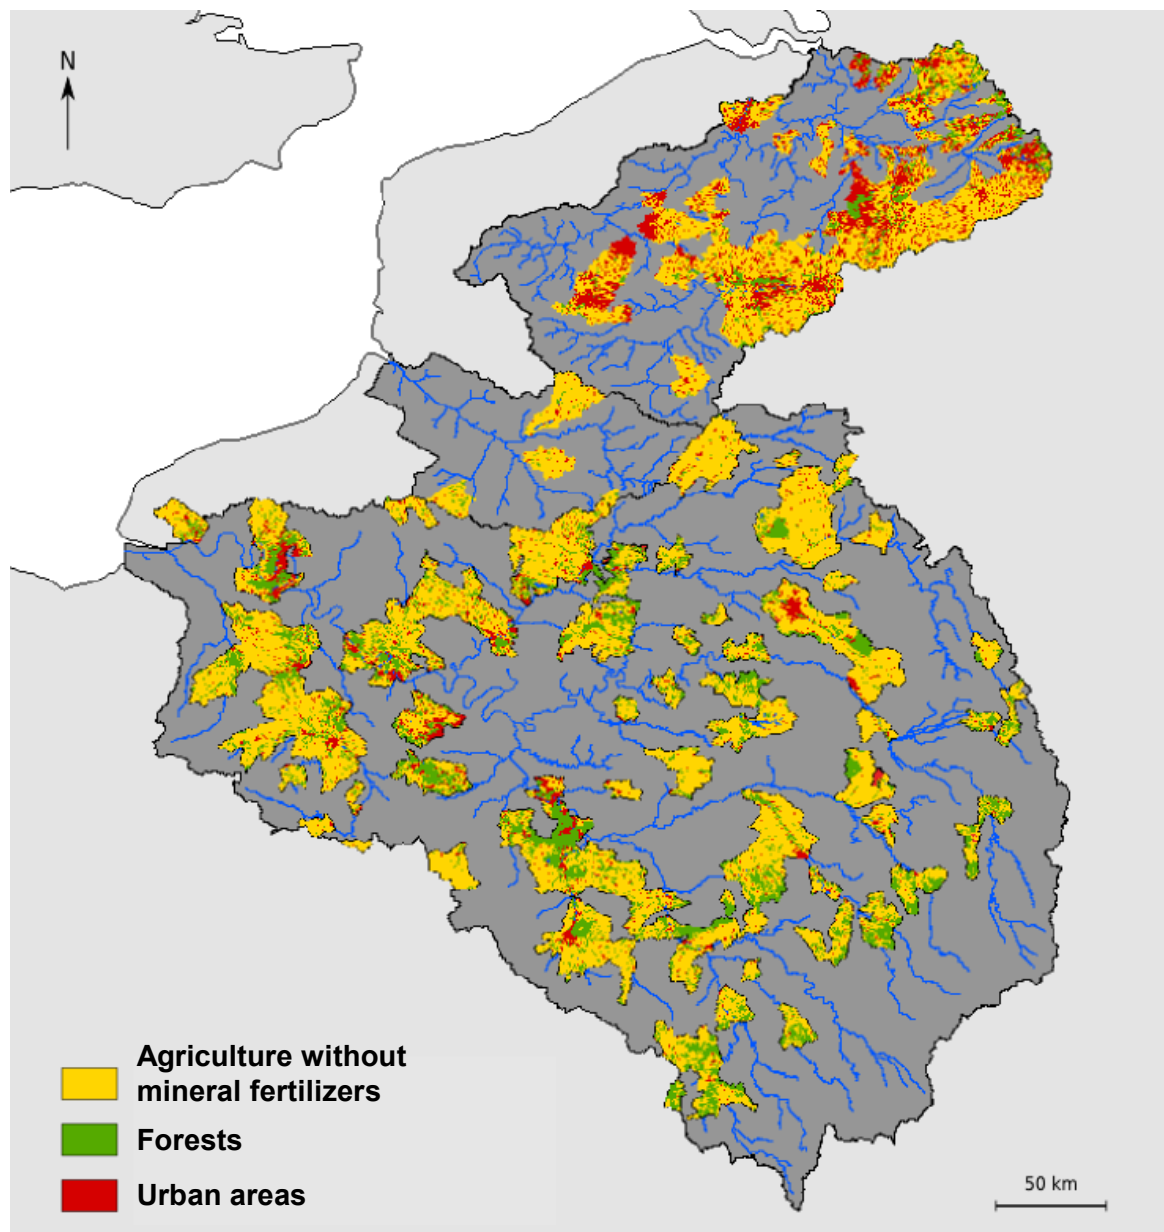 N
Agriculture without
mineral fertilizers
Forests
Urban areas
50 km